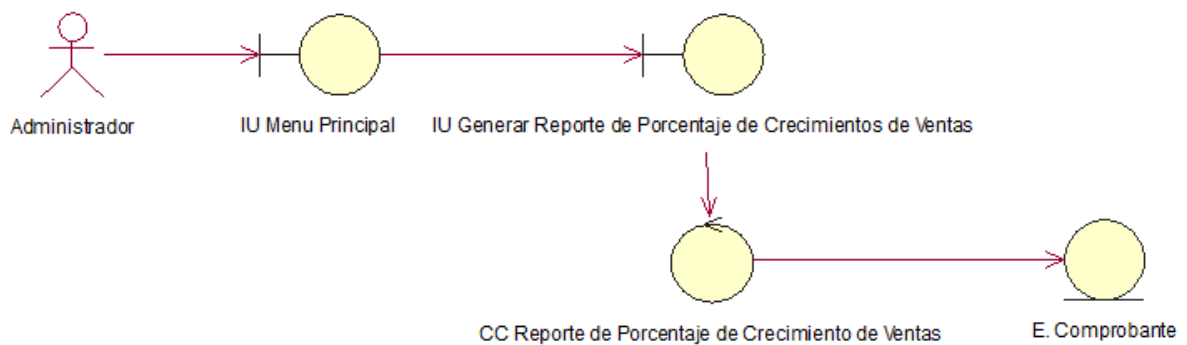 Administrador
IU Menu Principal
IU Generar Reporte de Porcentaje de Crecimientos de Ventas
CC Reporte de Porcentaje de Crecimiento de Ventas
E. Comprobante